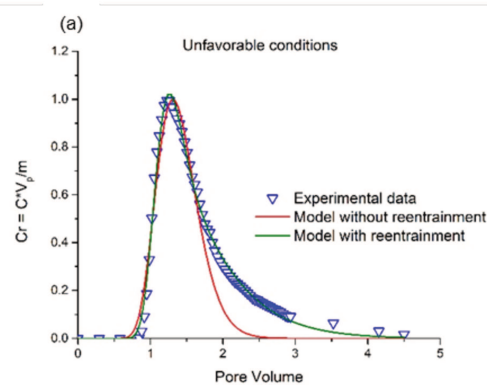 (a)
Unfavorable conditions
1.2
1.0
0.8
0.6
0.4
0.2
0.0
Cr = C*Vp/m
Experimental data
Model without reentrainment
Model with reentrainment
0 1 2 3 4 5
Pore Volume